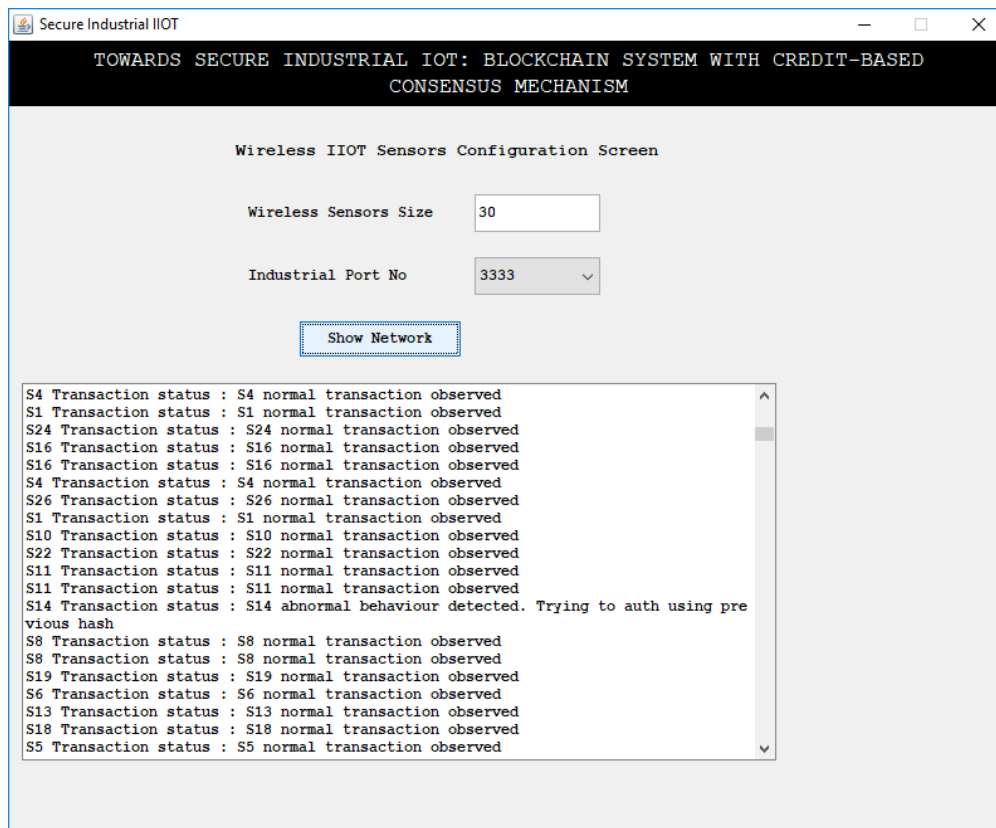 Secure Industrial IIOT
TOWARDS SECURE INDUSTRIAL IOT: BLOCKCHAIN SYSTEM WITH CREDIT-BASED
CONSENSUS MECHANISM
Wireless IIOT Sensors Configuration Screen
Wireless Sensors Size 30
Industrial Port No 3333
Show Network
S4 Transaction status : S4 normal transaction observed
S1 Transaction status : S1 normal transaction observed
S24 Transaction status : S24 normal transaction observed
S16 Transaction status : S16 normal transaction observed
S16 Transaction status : S16 normal transaction observed
S4 Transaction status : S4 normal transaction observed
S26 Transaction status : S26 normal transaction observed
S1 Transaction status : S1 normal transaction observed
S10 Transaction status : S10 normal transaction observed
S22 Transaction status : S22 normal transaction observed
S11 Transaction status : S11 normal transaction observed
S11 Transaction status : S11 normal transaction observed
S14 Transaction status : S14 abnormal behaviour detected. Trying to auth using pre
vious hash
S8 Transaction status : S8 normal transaction observed
S8 Transaction status : S8 normal transaction observed
S19 Transaction status : S19 normal transaction observed
S6 Transaction status : S6 normal transaction observed
S13 Transaction status : S13 normal transaction observed
S18 Transaction status : S18 normal transaction observed
S5 Transaction status : S5 normal transaction observed